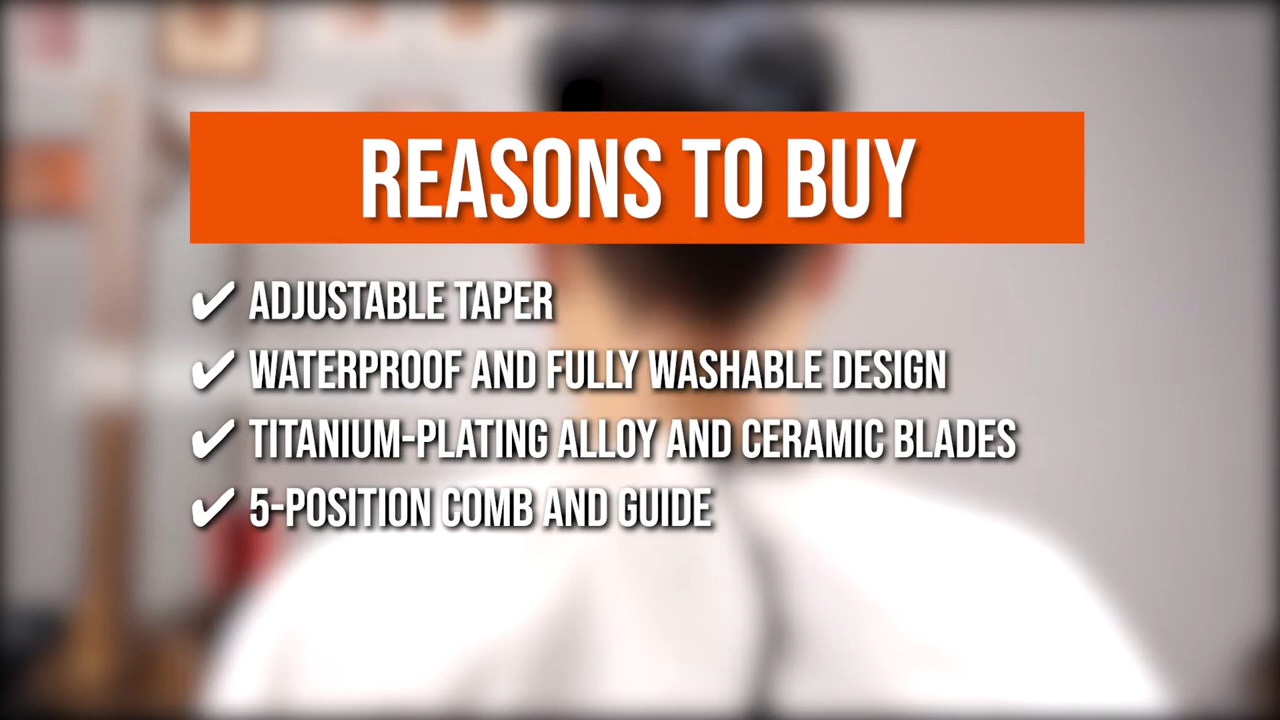 REASONS TO BUY
✔ ADJUSTABLE TAPER
✔ WATERPROOF AND FULLY WASHABLE DESIGN
✔ TITANIUM-PLATING ALLOY AND CERAMIC BLADES
✔ 5-POSITION COMB AND GUIDE